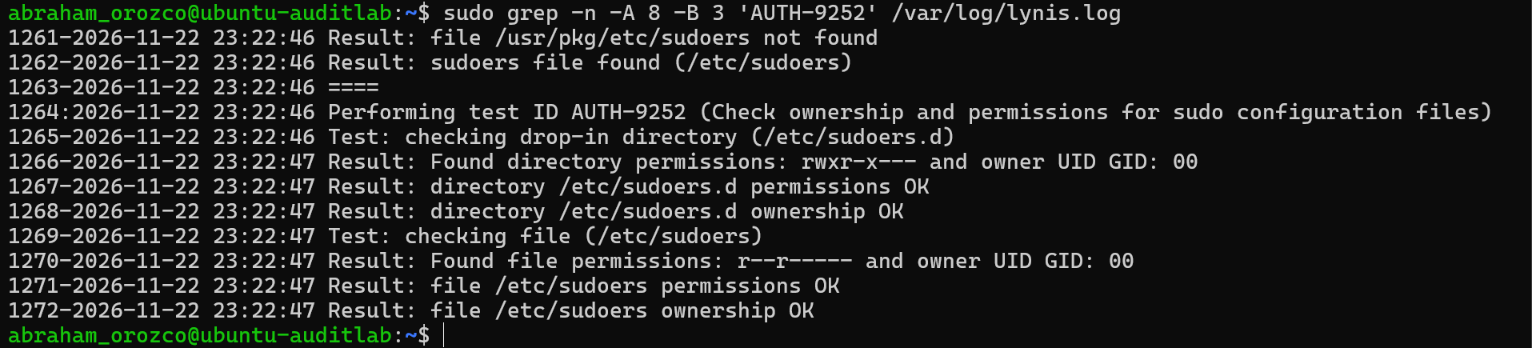 abraham_orozco@ubuntu-auditlab:~$ sudo grep -n -A 8 -B 3 'AUTH-9252' /var/log/lynis.log
1261-2026-11-22 23:22:46 Result: file /usr/pkg/etc/sudoers not found
1262-2026-11-22 23:22:46 Result: sudoers file found (/etc/sudoers)
1263-2026-11-22 23:22:46 ====
1264:2026-11-22 23:22:46 Performing test ID AUTH-9252 (Check ownership and permissions for sudo configuration files)
1265-2026-11-22 23:22:46 Test: checking drop-in directory (/etc/sudoers.d)
1266-2026-11-22 23:22:47 Result: Found directory permissions: rwxr-x--- and owner UID GID: 00
1267-2026-11-22 23:22:47 Result: directory /etc/sudoers.d permissions OK
1268-2026-11-22 23:22:47 Result: directory /etc/sudoers.d ownership OK
1269-2026-11-22 23:22:47 Test: checking file (/etc/sudoers)
1270-2026-11-22 23:22:47 Result: Found file permissions: r--r----- and owner UID GID: 00
1271-2026-11-22 23:22:47 Result: file /etc/sudoers permissions OK
1272-2026-11-22 23:22:47 Result: file /etc/sudoers ownership OK
abraham_orozco@ubuntu-auditlab:~$